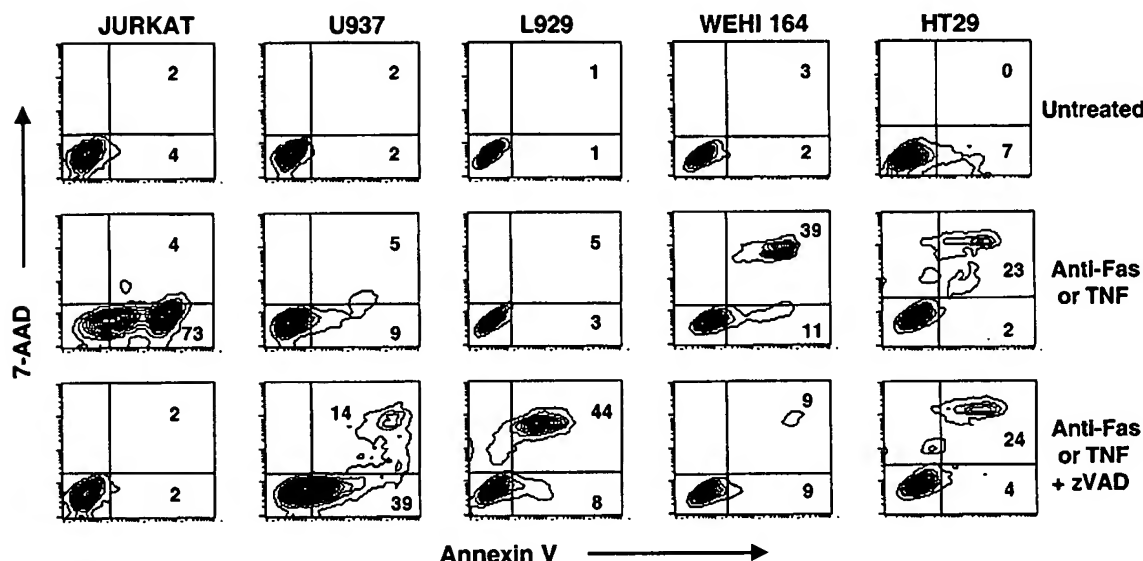 JURKAT U937 L929 WEHI 164 HT29
2 2 1 3 0
Untreated
4 2 1 2 7
4 5 5 39 23
Anti-Fas
or TNF
73 9 3 11 2
2 14 44 9 24
Anti-Fas
or TNF
+ zVAD
2 39 8 9 4
7-AAD
Annexin V